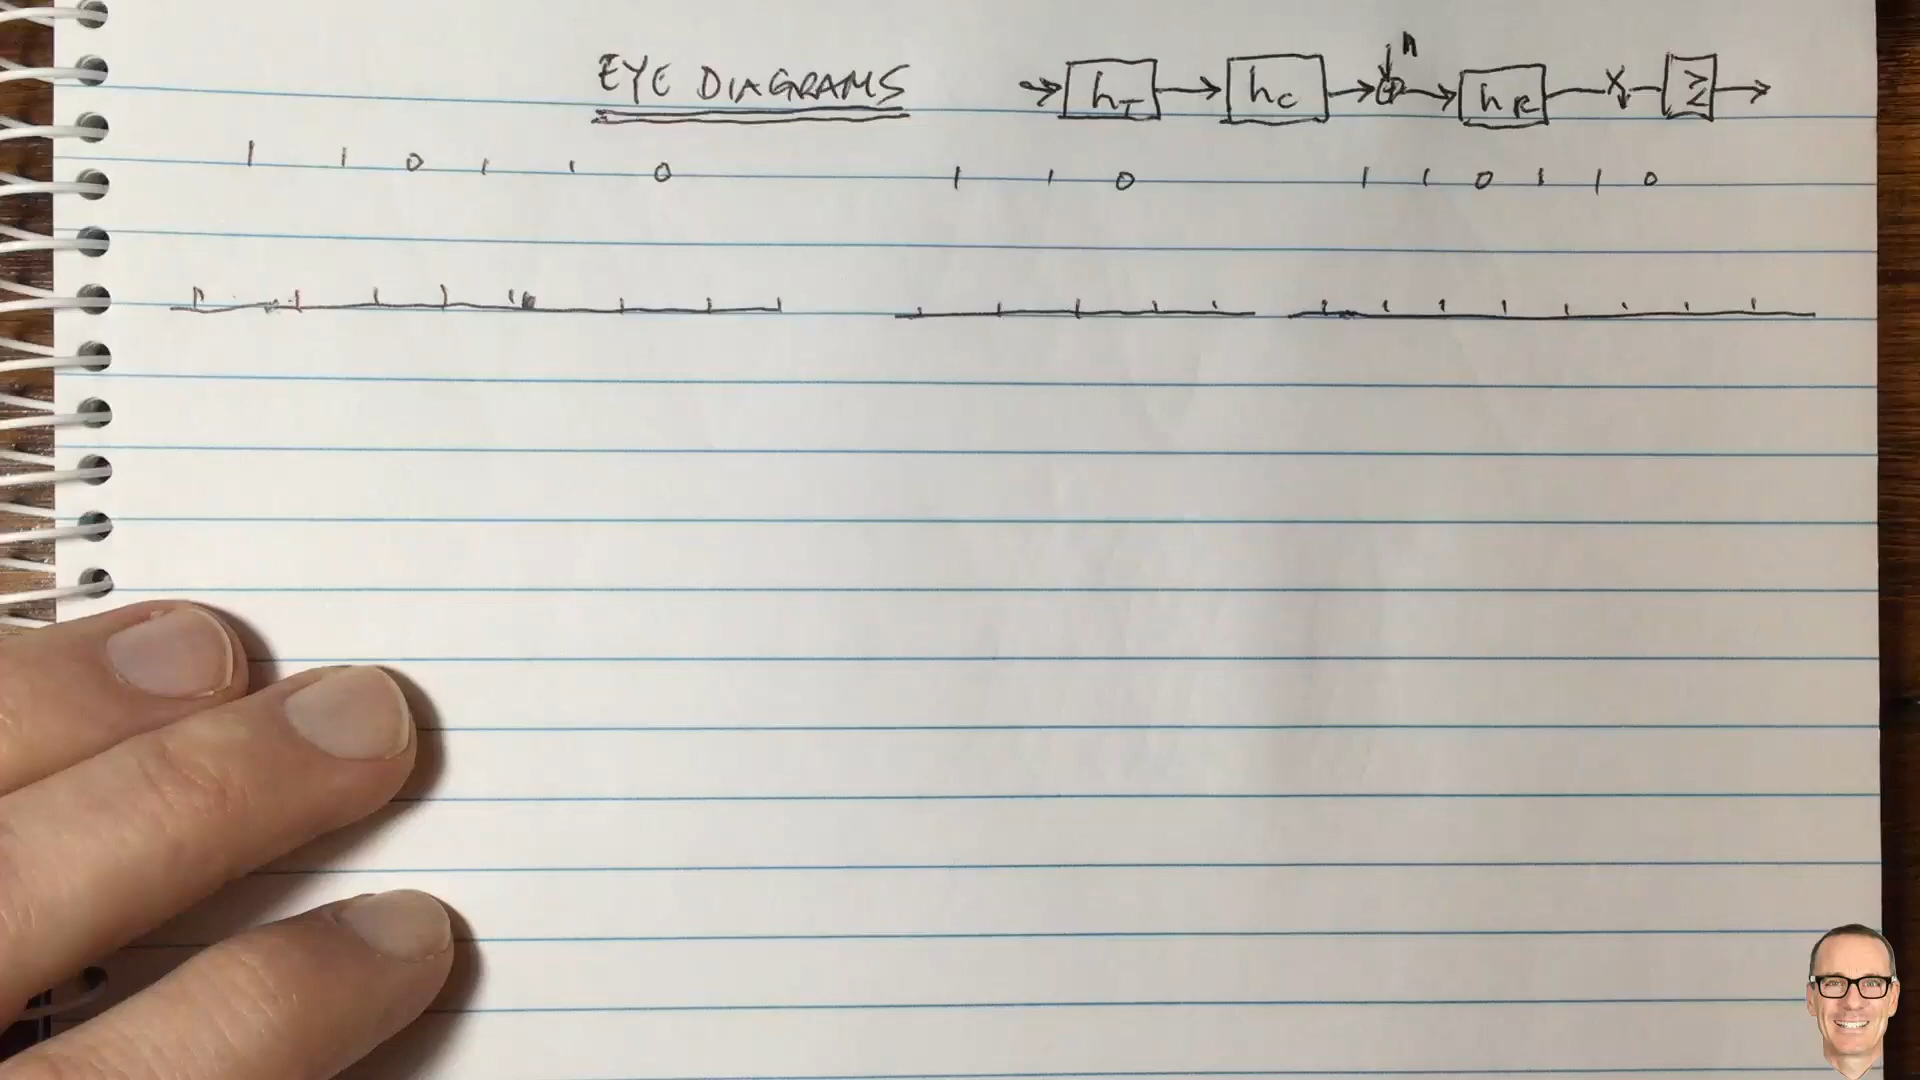 EYE DIAGRAMS
h_T h_C n h_R ≥
1 1 0 1 1 0
1 1 0
1 1 0 1 1 0